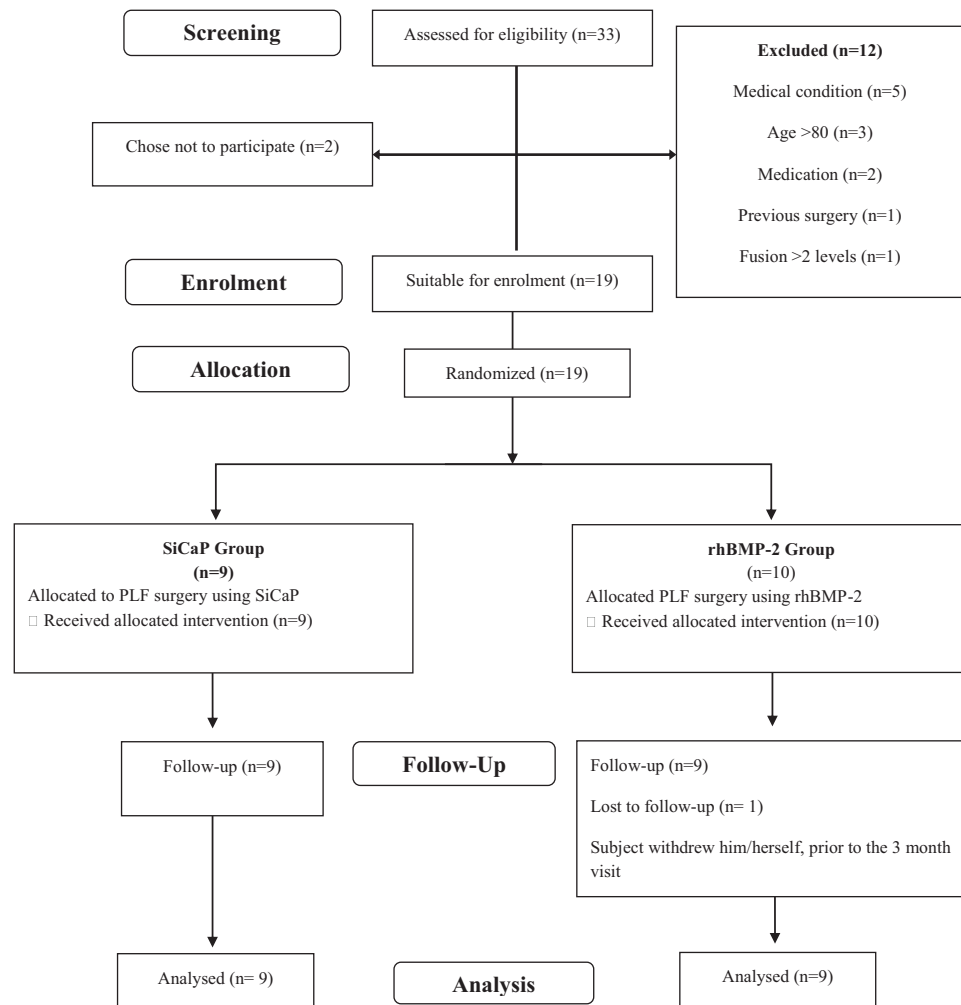 Screening
Assessed for eligibility (n=33)
Excluded (n=12)
Medical condition (n=5)
Age >80 (n=3)
Medication (n=2)
Previous surgery (n=1)
Fusion >2 levels (n=1)
Chose not to participate (n=2)
Enrolment
Suitable for enrolment (n=19)
Allocation
Randomized (n=19)
SiCaP Group
(n=9)
Allocated to PLF surgery using SiCaP
□ Received allocated intervention (n=9)
rhBMP-2 Group
(n=10)
Allocated PLF surgery using rhBMP-2
□ Received allocated intervention (n=10)
Follow-up (n=9)
Follow-Up
Follow-up (n=9)
Lost to follow-up (n= 1)
Subject withdrew him/herself, prior to the 3 month
visit
Analysed (n= 9)
Analysis
Analysed (n=9)